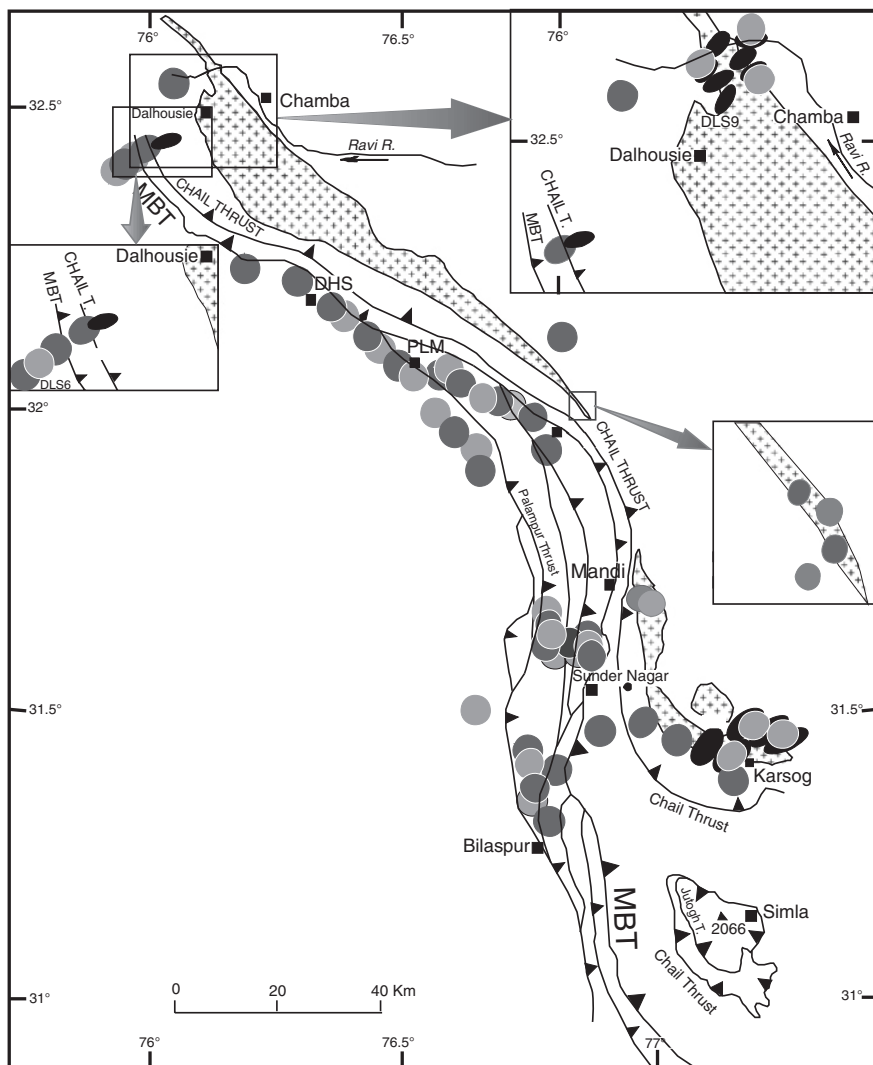 76°
76.5°
76°
32.5°
Chamba
Dalhousie
Ravi R.
MBT
CHAIL THRUST
DLS9
Chamba
32.5°
Dalhousie
Ravi R.
CHAIL T.
MBT
Dalhousie
CHAIL T.
MBT
DLS6
DHS
PLM
32°
CHAIL THRUST
Palampur Thrust
Mandi
Sunder Nagar
31.5°
31.5°
Karsog
Chail Thrust
Bilaspur
MBT
Jutogh T.
2066
Simla
Chail Thrust
31°
31°
0 20 40 Km
76°
76.5°
77°